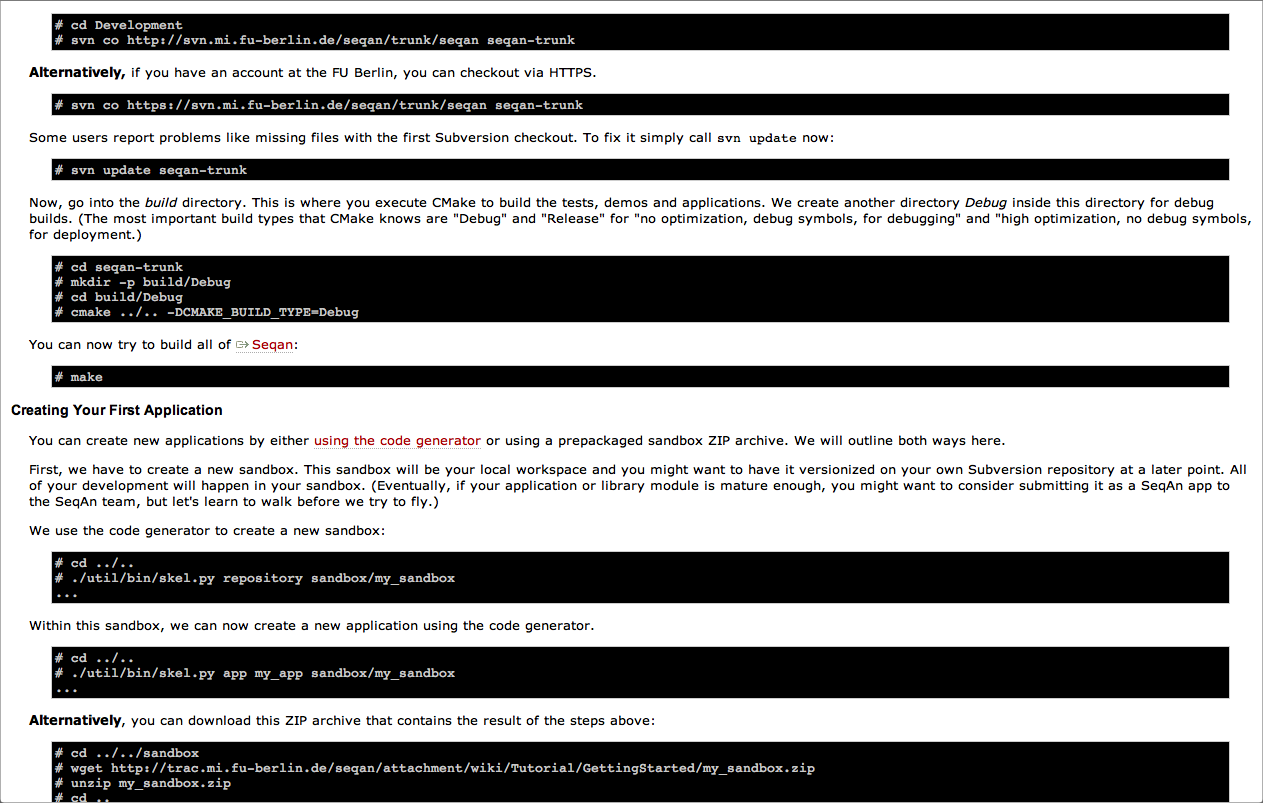 # cd Development
# svn co http://svn.mi.fu-berlin.de/seqan/trunk/seqan seqan-trunk
Alternatively, if you have an account at the FU Berlin, you can checkout via HTTPS.
# svn co https://svn.mi.fu-berlin.de/seqan/trunk/seqan seqan-trunk
Some users report problems like missing files with the first Subversion checkout. To fix it simply call svn update now:
# svn update seqan-trunk
Now, go into the build directory. This is where you execute CMake to build the tests, demos and applications. We create another directory Debug inside this directory for debug
builds. (The most important build types that CMake knows are "Debug" and "Release" for "no optimization, debug symbols, for debugging" and "high optimization, no debug symbols,
for deployment.)
# cd seqan-trunk
# mkdir -p build/Debug
# cd build/Debug
# cmake ../.. -DCMAKE_BUILD_TYPE=Debug
You can now try to build all of Seqan:
# make
Creating Your First Application
You can create new applications by either using the code generator or using a prepackaged sandbox ZIP archive. We will outline both ways here.
First, we have to create a new sandbox. This sandbox will be your local workspace and you might want to have it versionized on your own Subversion repository at a later point. All
of your development will happen in your sandbox. (Eventually, if your application or library module is mature enough, you might want to consider submitting it as a SeqAn app to
the SeqAn team, but let's learn to walk before we try to fly.)
We use the code generator to create a new sandbox:
# cd ../..
# ./util/bin/skel.py repository sandbox/my_sandbox
...
Within this sandbox, we can now create a new application using the code generator.
# cd ../..
# ./util/bin/skel.py app my_app sandbox/my_sandbox
...
Alternatively, you can download this ZIP archive that contains the result of the steps above:
# cd ../../sandbox
# wget http://trac.mi.fu-berlin.de/seqan/attachment/wiki/Tutorial/GettingStarted/my_sandbox.zip
# unzip my_sandbox.zip
# cd ..